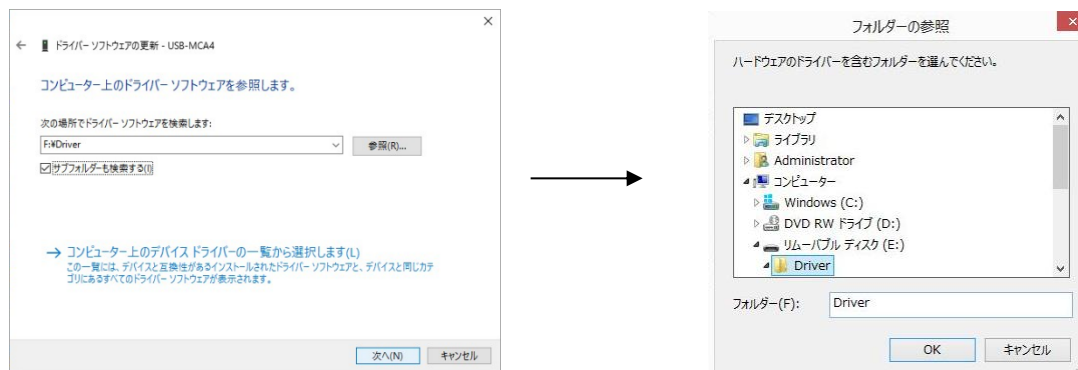 ドライバー ソフトウェアの更新 - USB-MCA4
コンピューター上のドライバー ソフトウェアを参照します。
次の場所でドライバー ソフトウェアを検索します:
F:¥Driver
参照(R)...
サブフォルダーも検索する(I)
コンピューター上のデバイス ドライバーの一覧から選択します(L)
この一覧には、デバイスと互換性があるインストールされたドライバー ソフトウェアと、デバイスと同じカテ
ゴリにあるすべてのドライバー ソフトウェアが表示されます。
次へ(N)
キャンセル
フォルダーの参照
ハードウェアのドライバーを含むフォルダーを選んでください。
デスクトップ
ライブラリ
Administrator
コンピューター
Windows (C:)
DVD RW ドライブ (D:)
リムーバブル ディスク (E:)
Driver
フォルダー(F):
Driver
OK
キャンセル